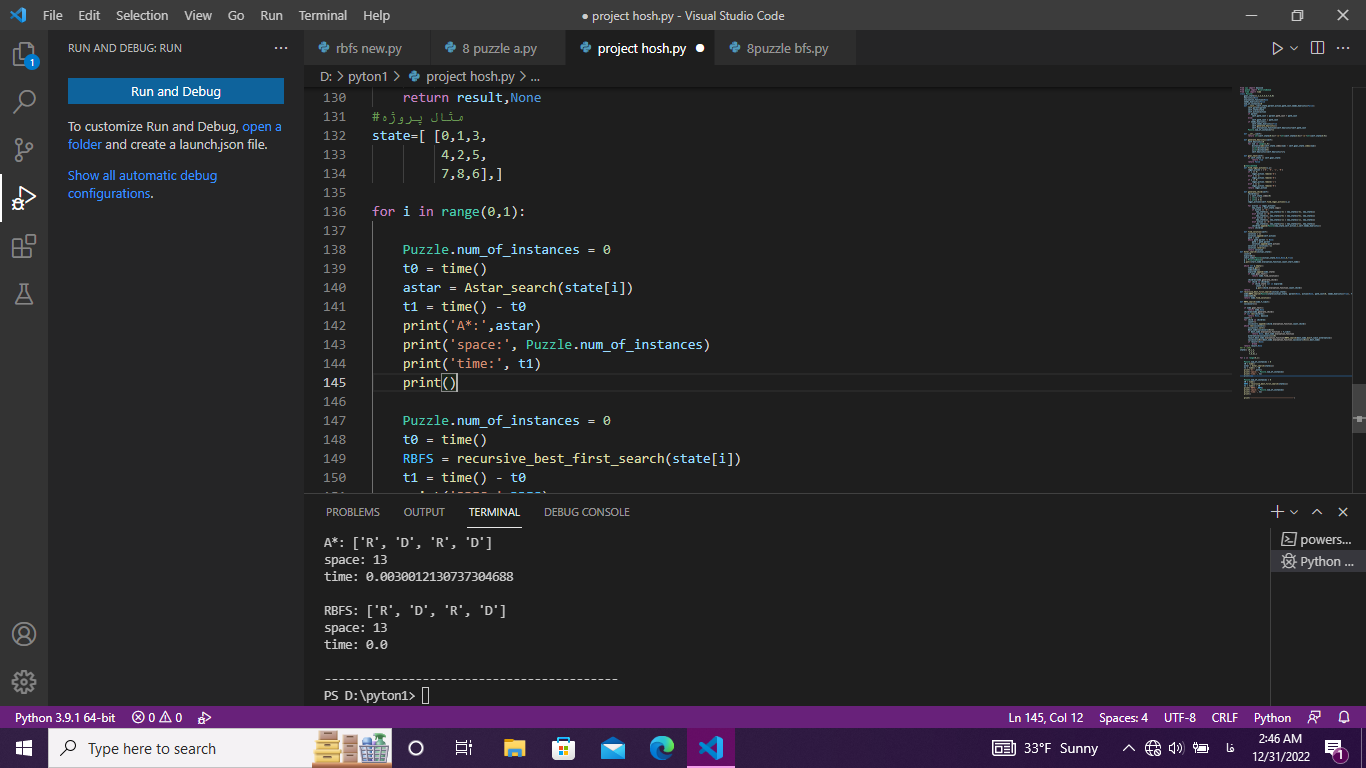 File Edit Selection View Go Run Terminal Help
● project hosh.py - Visual Studio Code
1
RUN AND DEBUG: RUN ...
rbfs new.py 8 puzzle a.py project hosh.py ● 8puzzle bfs.py
Run and Debug
To customize Run and Debug, open a
folder and create a launch.json file.
Show all automatic debug
configurations.
D: > pyton1 > project hosh.py > ...
130 return result,None
131 #مثال پروژه
132 state=[ [0,1,3,
133 4,2,5,
134 7,8,6],]
135
136 for i in range(0,1):
137
138 Puzzle.num_of_instances = 0
139 t0 = time()
140 astar = Astar_search(state[i])
141 t1 = time() - t0
142 print('A*:',astar)
143 print('space:', Puzzle.num_of_instances)
144 print('time:', t1)
145 print()
146
147 Puzzle.num_of_instances = 0
148 t0 = time()
149 RBFS = recursive_best_first_search(state[i])
150 t1 = time() - t0
PROBLEMS OUTPUT TERMINAL DEBUG CONSOLE
powers...
Python ...
A*: ['R', 'D', 'R', 'D']
space: 13
time: 0.0030012130737304688
RBFS: ['R', 'D', 'R', 'D']
space: 13
time: 0.0
------------------------------------------
PS D:\pyton1>
Python 3.9.1 64-bit 0 0 Ln 145, Col 12 Spaces: 4 UTF-8 CRLF Python
Type here to search
33°F Sunny
فا
2:46 AM
12/31/2022
1